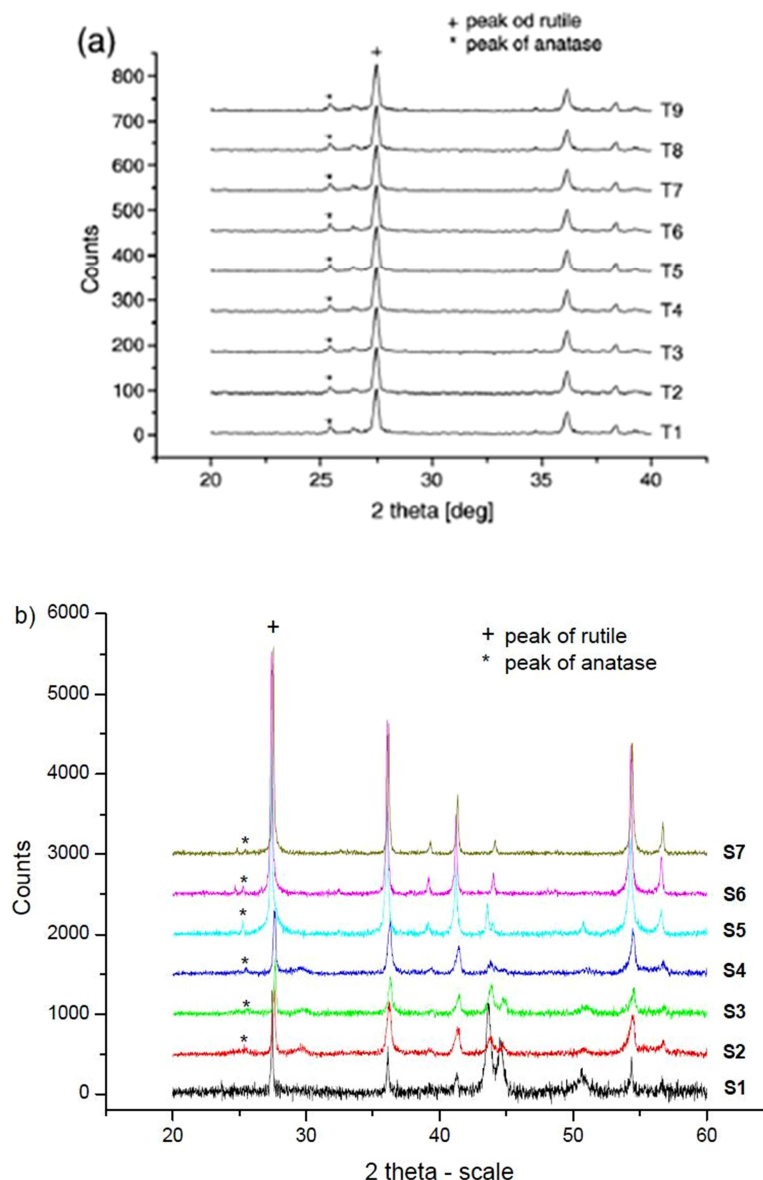 (a)
+ peak od rutile
* peak of anatase
+
800
700
600
500
400
300
200
100
0
Counts
* T9
* T8
* T7
* T6
* T5
* T4
* T3
* T2
* T1
20 25 30 35 40
2 theta [deg]
b)
+ peak of rutile
* peak of anatase
+
6000
5000
4000
3000
2000
1000
0
Counts
* S7
* S6
* S5
* S4
* S3
* S2
S1
20 30 40 50 60
2 theta - scale